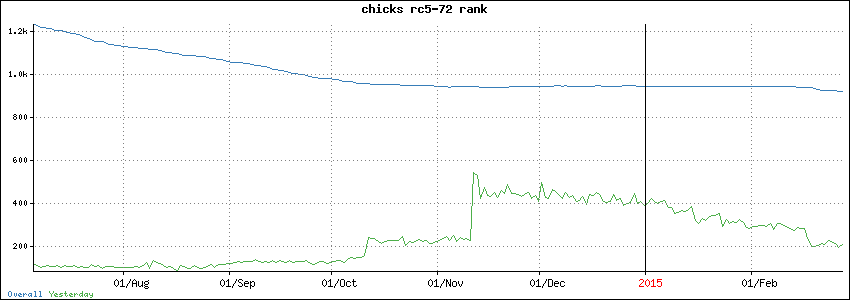 chicks rc5-72 rank
1.2k
1.0k
800
600
400
200
01/Aug 01/Sep 01/Oct 01/Nov 01/Dec 2015 01/Feb
Overall Yesterday